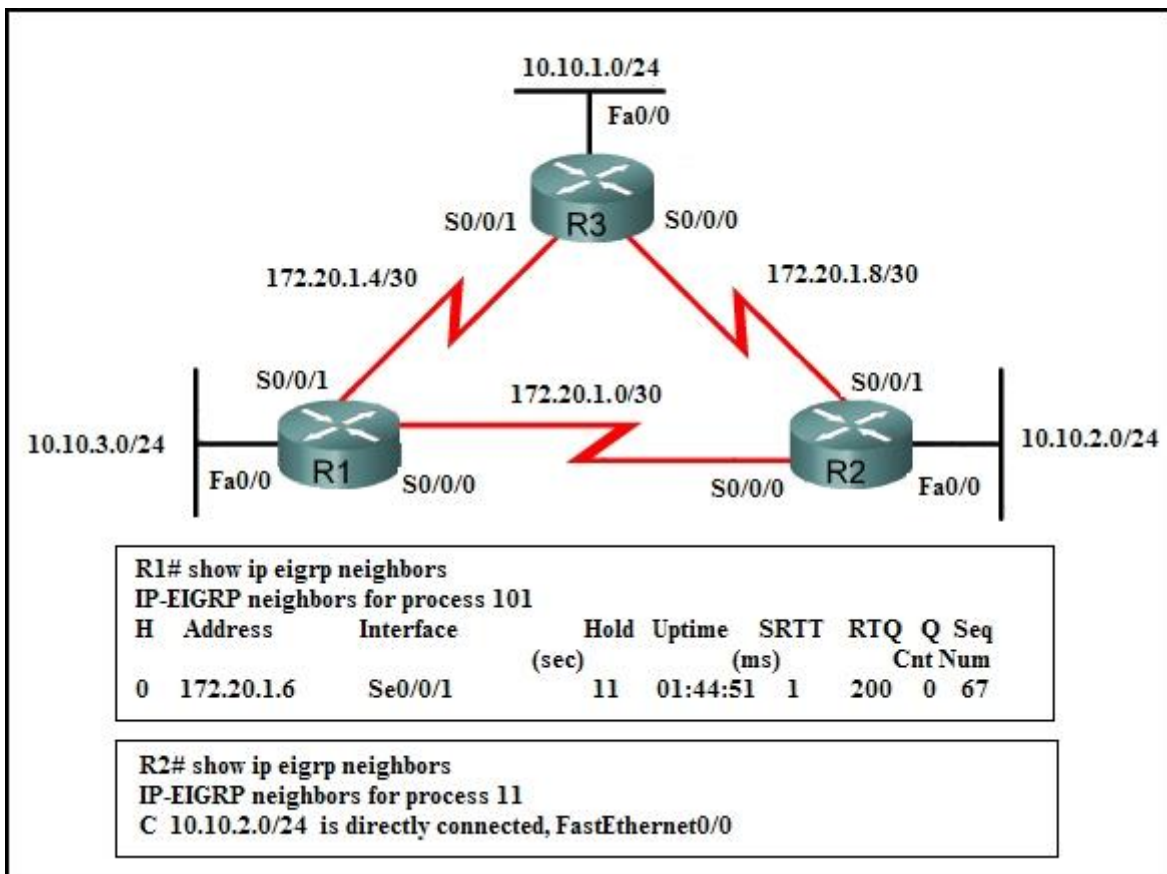 10.10.1.0/24
Fa0/0
R3
S0/0/1
S0/0/0
172.20.1.4/30
172.20.1.8/30
S0/0/1
172.20.1.0/30
S0/0/1
10.10.3.0/24
10.10.2.0/24
Fa0/0
R1
S0/0/0
S0/0/0
R2
Fa0/0
R1# show ip eigrp neighbors
IP-EIGRP neighbors for process 101
H Address Interface Hold Uptime SRTT RTQ Q Seq
(sec) (ms) Cnt Num
0 172.20.1.6 Se0/0/1 11 01:44:51 1 200 0 67
R2# show ip eigrp neighbors
IP-EIGRP neighbors for process 11
C 10.10.2.0/24 is directly connected, FastEthernet0/0